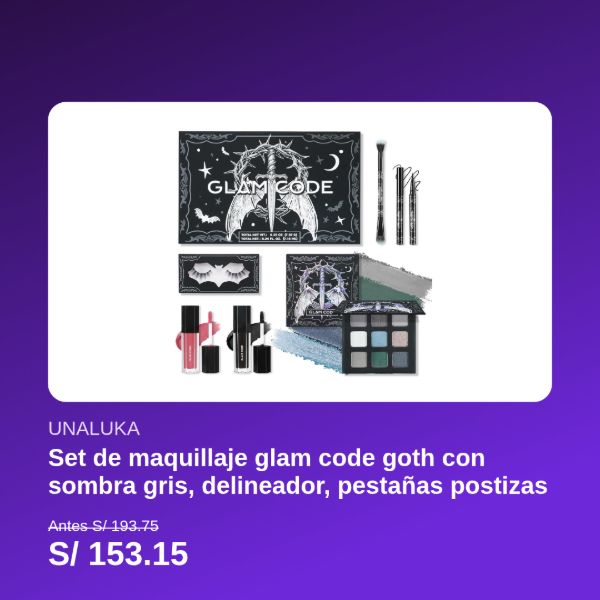 GLAM CODE
GLAM CODE
UNALUKA
Set de maquillaje glam code goth con
sombra gris, delineador, pestañas postizas
Antes S/ 193.75
S/ 153.15